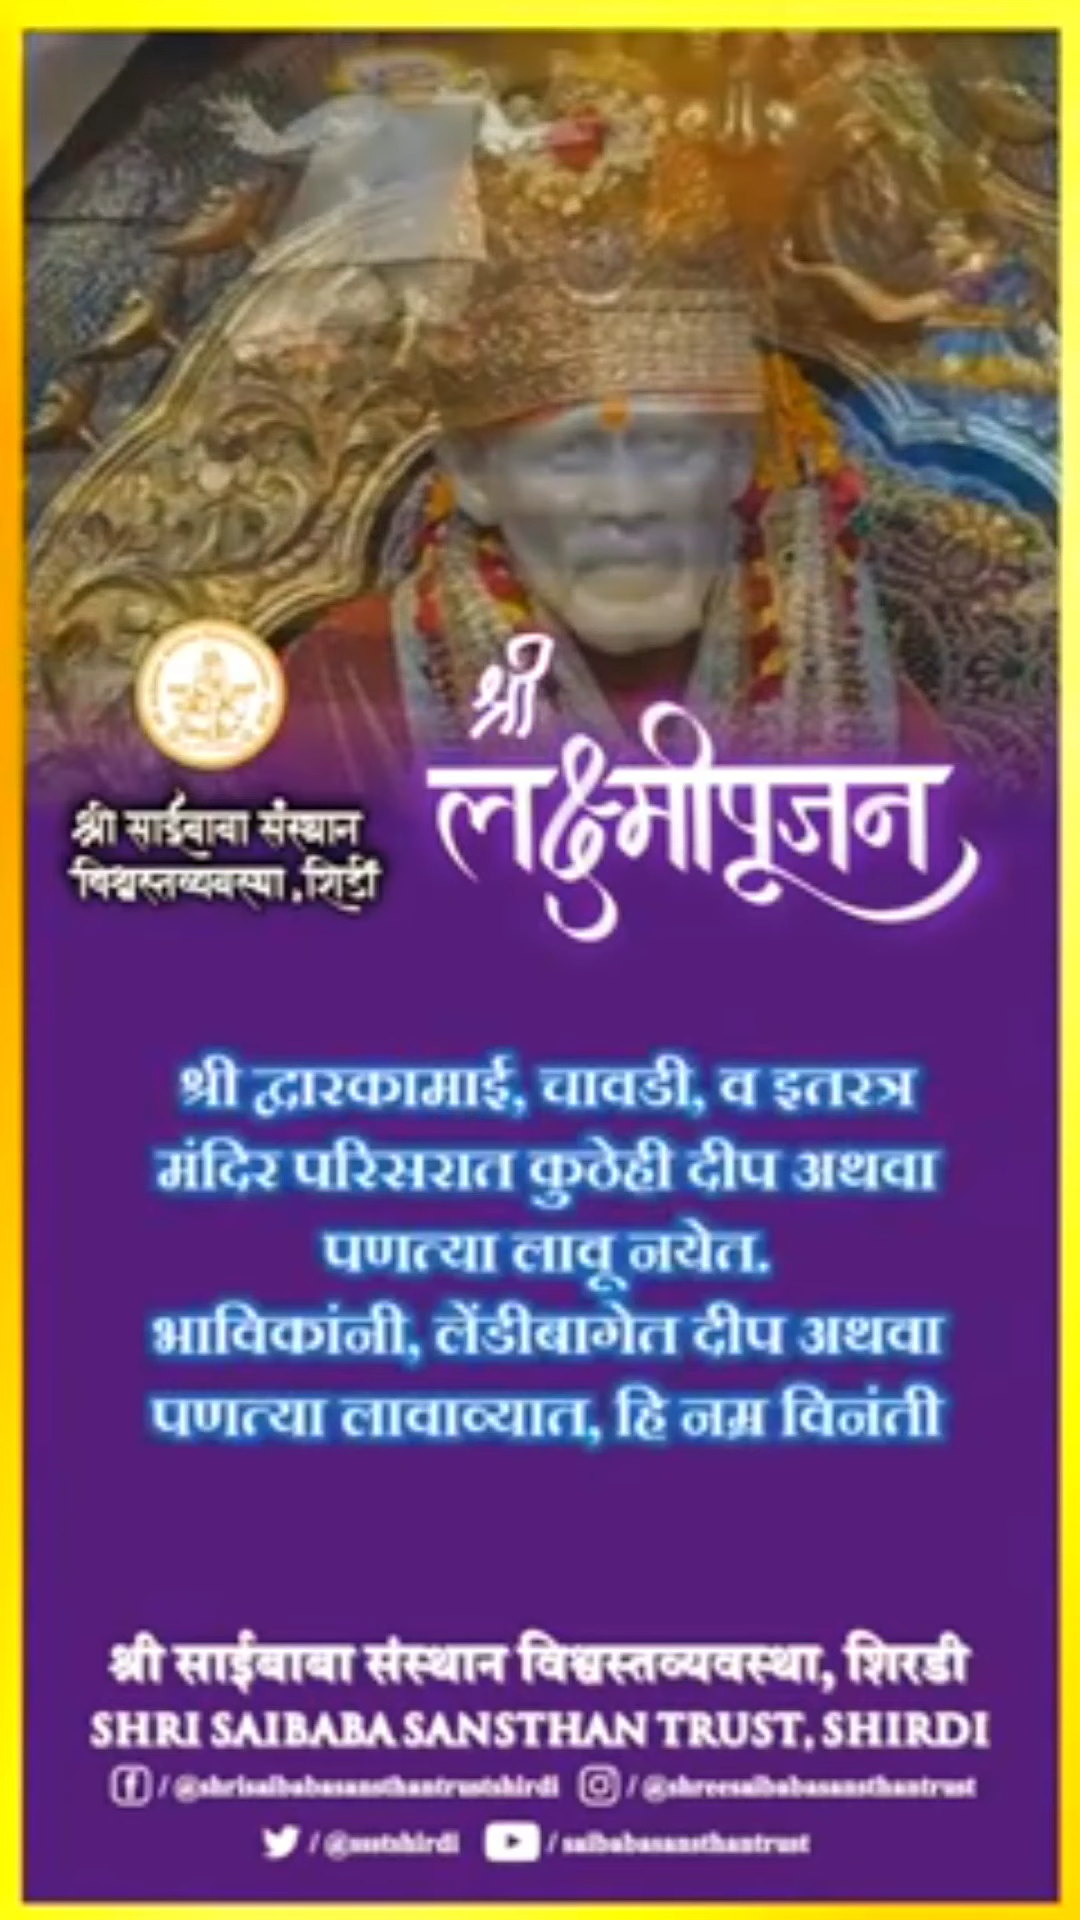 श्री
लक्ष्मीपूजन
श्री साईबाबा संस्थान
विश्वस्तव्यवस्था, शिर्डी
श्री द्वारकामाई, चावडी, व इतरत्र
मंदिर परिसरात कुठेही दीप अथवा
पणत्या लावू नयेत.
भाविकांनी, लेंडीबागेत दीप अथवा
पणत्या लावाव्यात, हि नम्र विनंती
श्री साईबाबा संस्थान विश्वस्तव्यवस्था, शिरडी
SHRI SAIBABA SANSTHAN TRUST, SHIRDI
/ @shrisaibabasansthantrustshirdi / @shreesaibabasansthantrust
/ @ssstshirdi / saibabasansthantrust